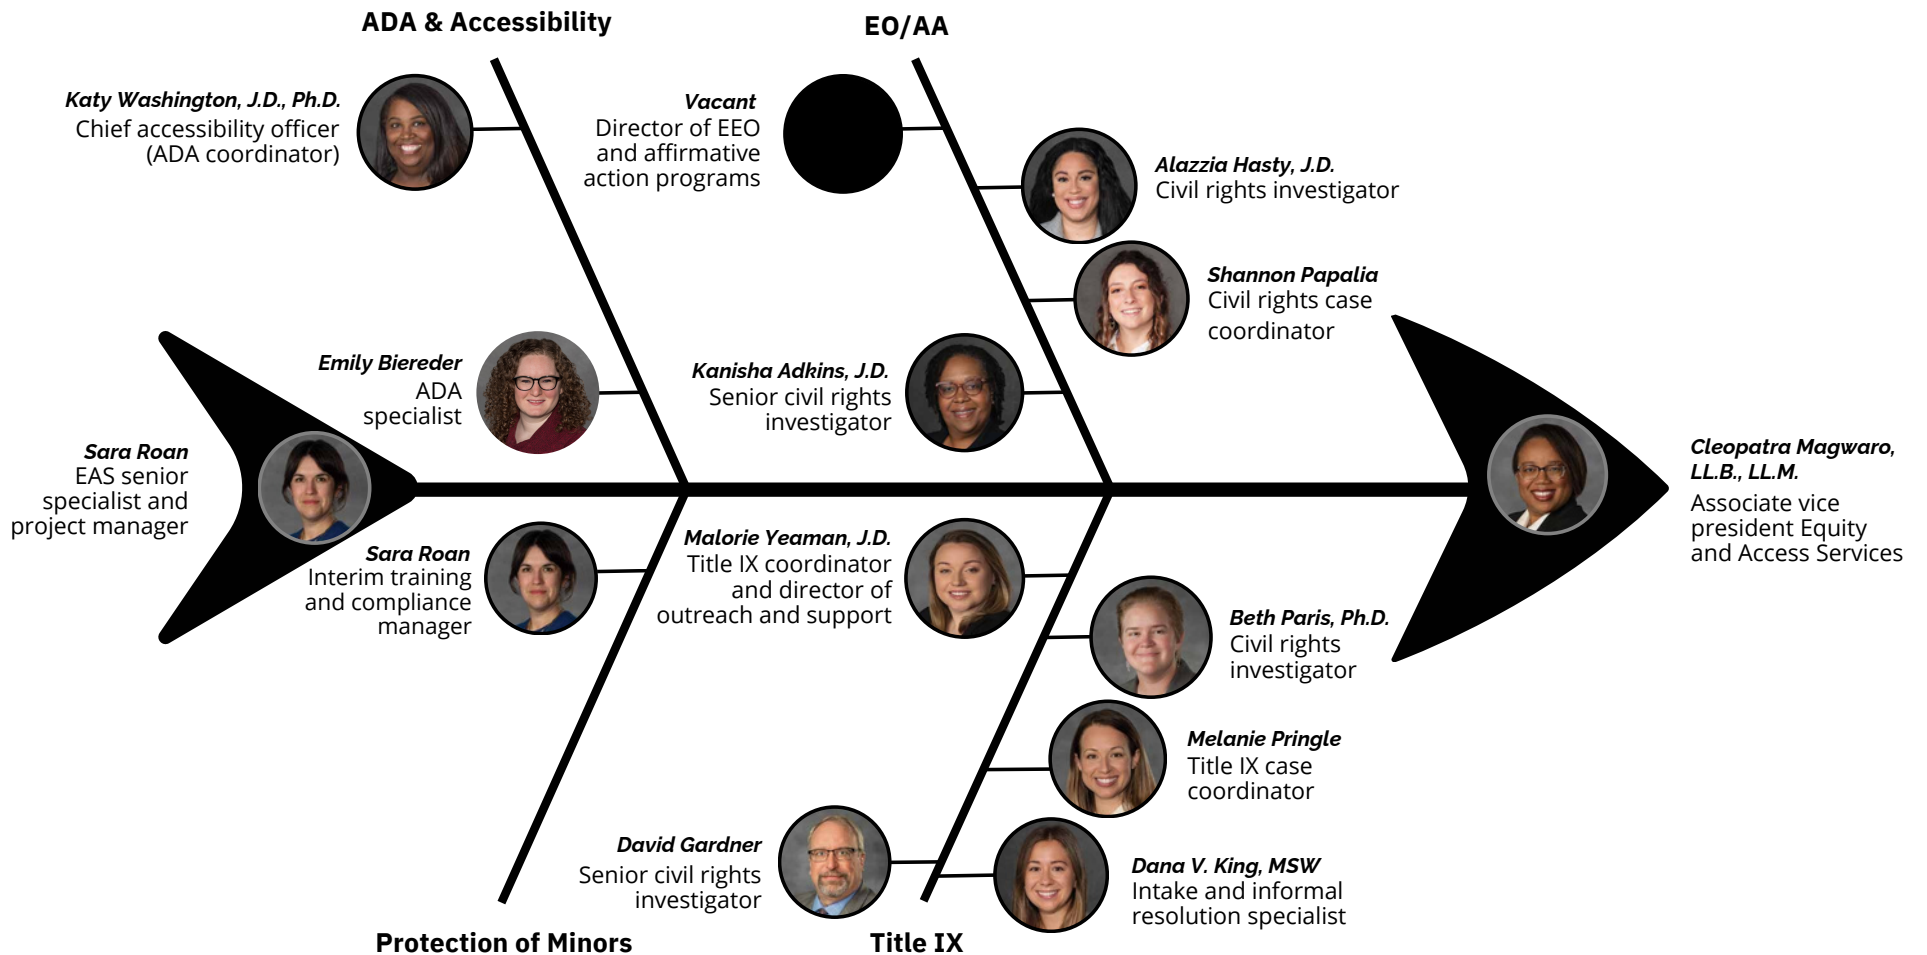 ADA & Accessibility
EO/AA
Katy Washington, J.D., Ph.D.
Chief accessibility officer
(ADA coordinator)
Vacant
Director of EEO
and affirmative
action programs
Alazzia Hasty, J.D.
Civil rights investigator
Shannon Papalia
Civil rights case
coordinator
Emily Biereder
ADA
specialist
Kanisha Adkins, J.D.
Senior civil rights
investigator
Sara Roan
EAS senior
specialist and
project manager
Cleopatra Magwaro,
LL.B., LL.M.
Associate vice
president Equity
and Access Services
Sara Roan
Interim training
and compliance
manager
Malorie Yeaman, J.D.
Title IX coordinator
and director of
outreach and support
Beth Paris, Ph.D.
Civil rights
investigator
Melanie Pringle
Title IX case
coordinator
David Gardner
Senior civil rights
investigator
Dana V. King, MSW
Intake and informal
resolution specialist
Protection of Minors
Title IX